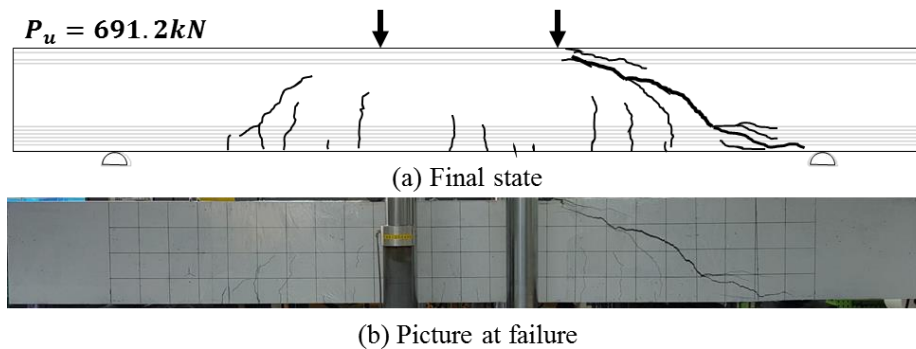 P_u = 691.2kN
(a) Final state
(b) Picture at failure